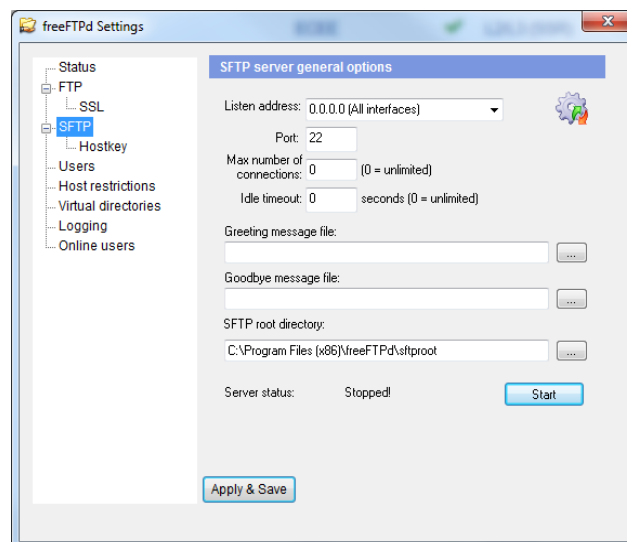 freeFTPd Settings
Status
FTP
SSL
SFTP
Hostkey
Users
Host restrictions
Virtual directories
Logging
Online users
SFTP server general options
Listen address: 0.0.0.0 (All interfaces)
Port: 22
Max number of
connections: 0 (0 = unlimited)
Idle timeout: 0 seconds (0 = unlimited)
Greeting message file:
...
Goodbye message file:
...
SFTP root directory:
C:\Program Files (x86)\freeFTPd\sftproot ...
Server status: Stopped! Start
Apply & Save